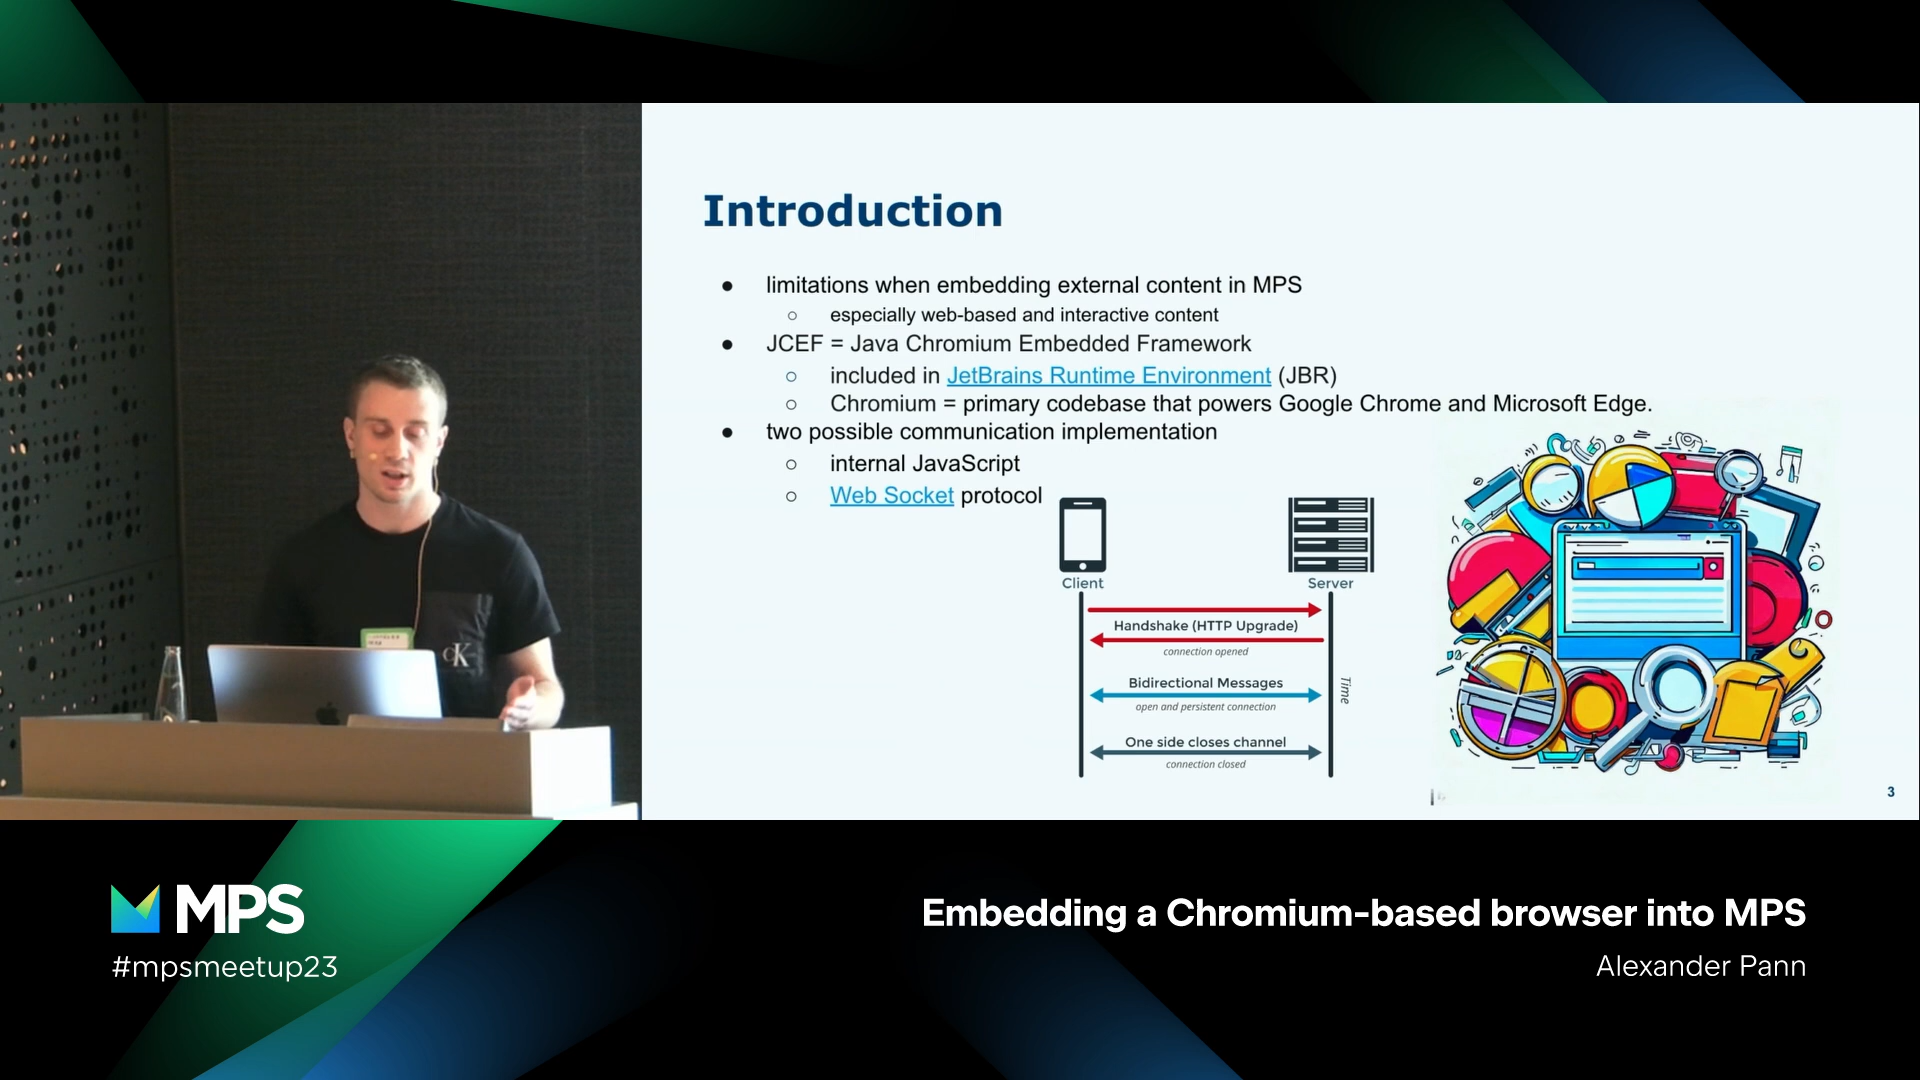 Introduction
● limitations when embedding external content in MPS
○ especially web-based and interactive content
● JCEF = Java Chromium Embedded Framework
○ included in JetBrains Runtime Environment (JBR)
○ Chromium = primary codebase that powers Google Chrome and Microsoft Edge.
● two possible communication implementation
○ internal JavaScript
○ Web Socket protocol
Client
Server
Handshake (HTTP Upgrade)
connection opened
Bidirectional Messages
open and persistent connection
Time
One side closes channel
connection closed
3
cK
MPS
#mpsmeetup23
Embedding a Chromium-based browser into MPS
Alexander Pann